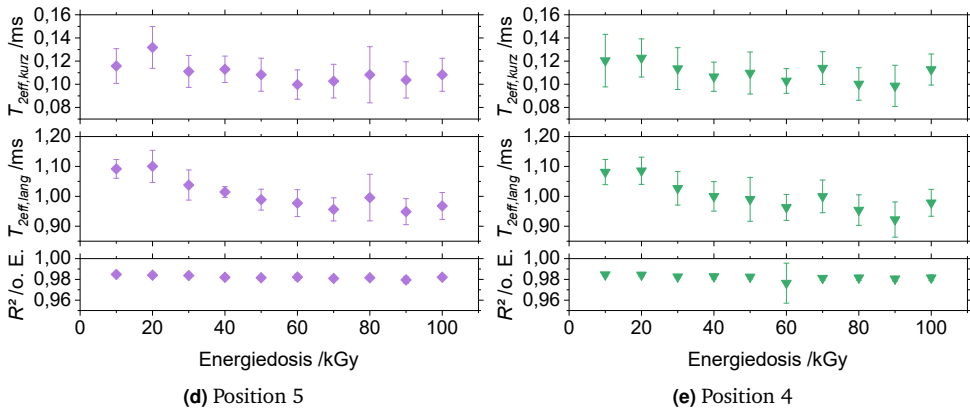 0,16
0,14
0,12
0,10
0,08
T2eff,kurz /ms
1,20
1,10
1,00
0,90
T2eff,lang /ms
1,00
0,98
0,96
R² /o. E.
0 20 40 60 80 100
Energiedosis /kGy
(d) Position 5
0,16
0,14
0,12
0,10
0,08
T2eff,kurz /ms
1,20
1,10
1,00
0,90
T2eff,lang /ms
1,00
0,98
0,96
R² /o. E.
0 20 40 60 80 100
Energiedosis /kGy
(e) Position 4